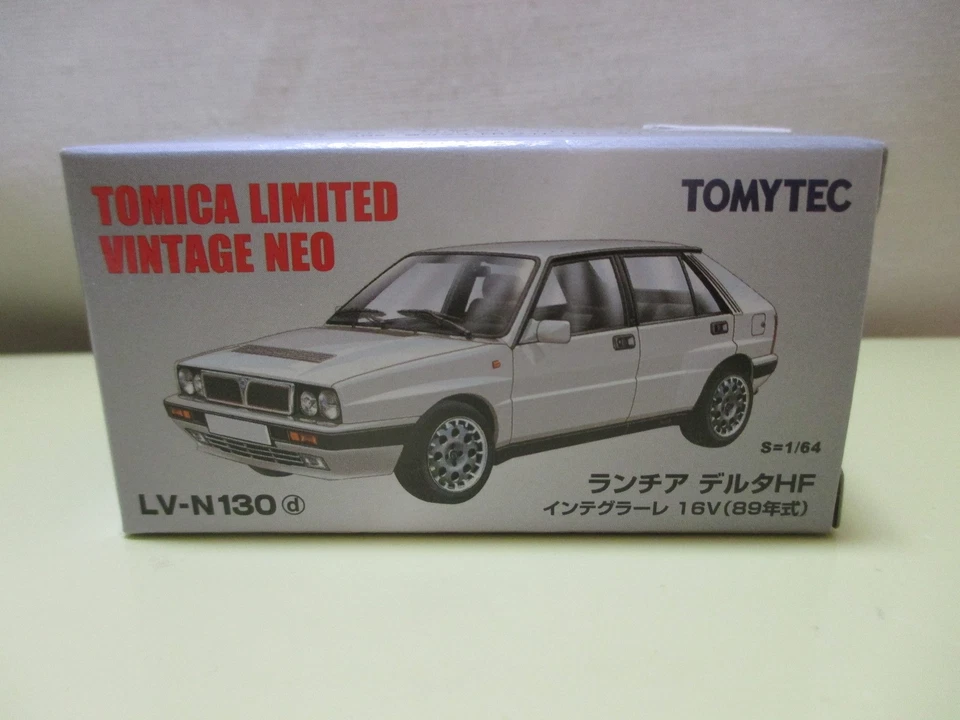 TOMICA LIMITED
VINTAGE NEO
TOMYTEC
S=1/64
LV-N130 ⓓ
ランチア デルタHF
インテグラーレ 16V(89年式)